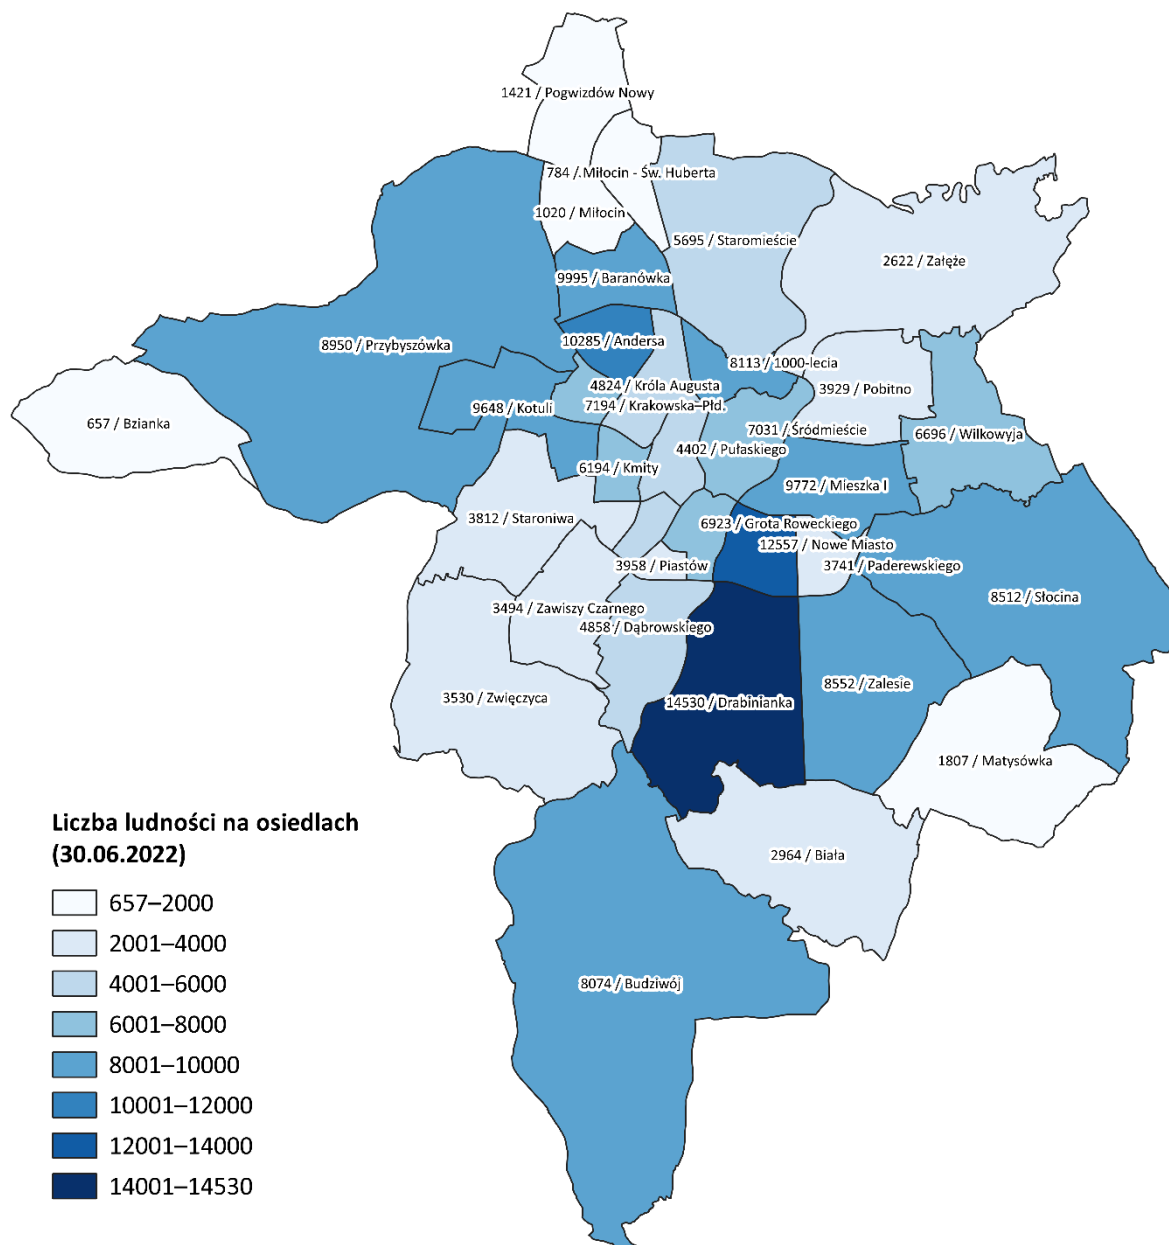 1421 / Pogwizdów Nowy
784 / Miłocin - Św. Huberta
1020 / Miłocin
5695 / Staromieście
2622 / Załęże
9995 / Baranówka
10285 / Andersa
8950 / Przybyszówka
8113 / 1000-lecia
4824 / Króla Augusta
3929 / Pobitno
7194 / Krakowska–Płd.
9648 / Kotuli
657 / Bzianka
7031 / Śródmieście
6696 / Wilkowyja
4402 / Pułaskiego
6194 / Kmity
9772 / Mieszka I
3812 / Staroniwa
6923 / Grota Roweckiego
12557 / Nowe Miasto
3958 / Piastów
3741 / Paderewskiego
8512 / Słocina
3494 / Zawiszy Czarnego
4858 / Dąbrowskiego
8552 / Zalesie
3530 / Zwięczyca
14530 / Drabinianka
1807 / Matysówka
2964 / Biała
8074 / Budziwój
Liczba ludności na osiedlach
(30.06.2022)
657–2000
2001–4000
4001–6000
6001–8000
8001–10000
10001–12000
12001–14000
14001–14530